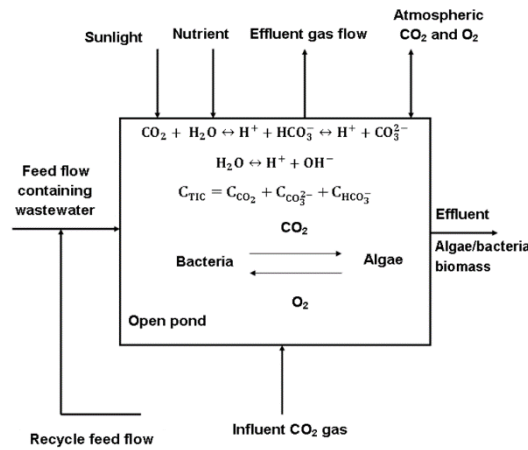 Sunlight
Nutrient
Effluent gas flow
Atmospheric
CO₂ and O₂
CO₂ + H₂O ↔ H⁺ + HCO₃⁻ ↔ H⁺ + CO₃²⁻
H₂O ↔ H⁺ + OH⁻
C_TIC = C_CO₂ + C_CO₃²⁻ + C_HCO₃⁻
Feed flow
containing
wastewater
CO₂
Bacteria
Algae
O₂
Effluent
Algae/bacteria
biomass
Open pond
Recycle feed flow
Influent CO₂ gas